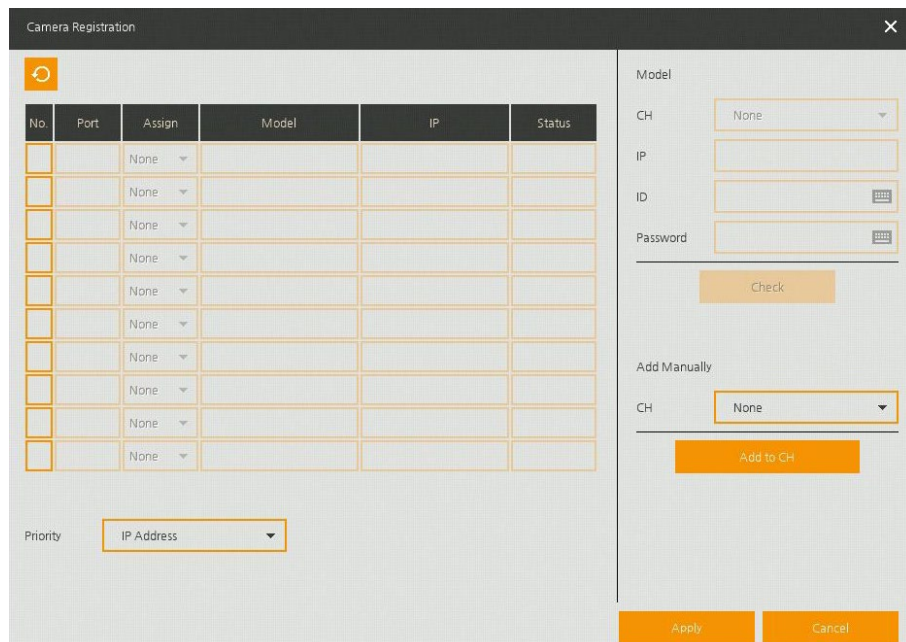 Camera Registration
Model
No. Port Assign Model IP Status
CH None
None
IP
None
ID
None
Password
None
None
Check
None
None
Add Manually
None
CH None
None
None
Add to CH
Priority IP Address
Apply Cancel